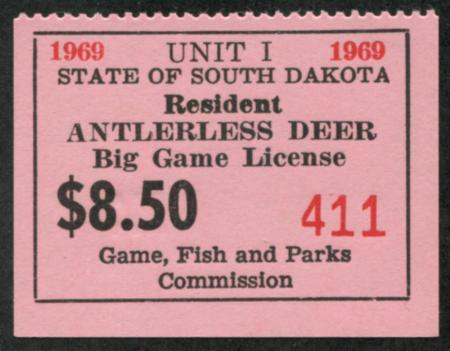 1969 UNIT I 1969
STATE OF SOUTH DAKOTA
Resident
ANTLERLESS DEER
Big Game License
$8.50 411
Game, Fish and Parks
Commission